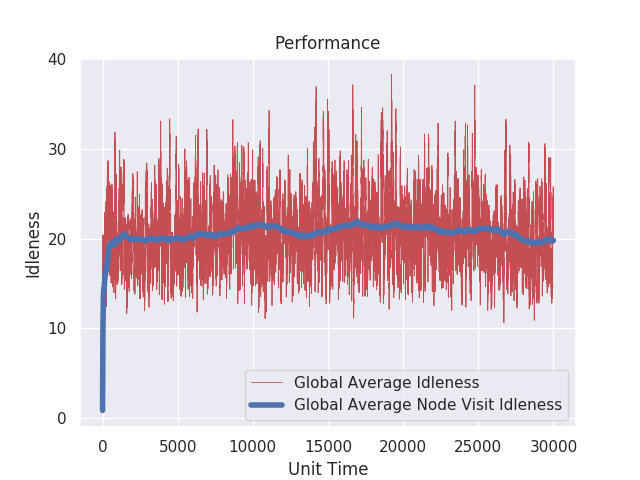 Performance
40
30
20
10
0
Idleness
Global Average Idleness
Global Average Node Visit Idleness
0 5000 10000 15000 20000 25000 30000
Unit Time